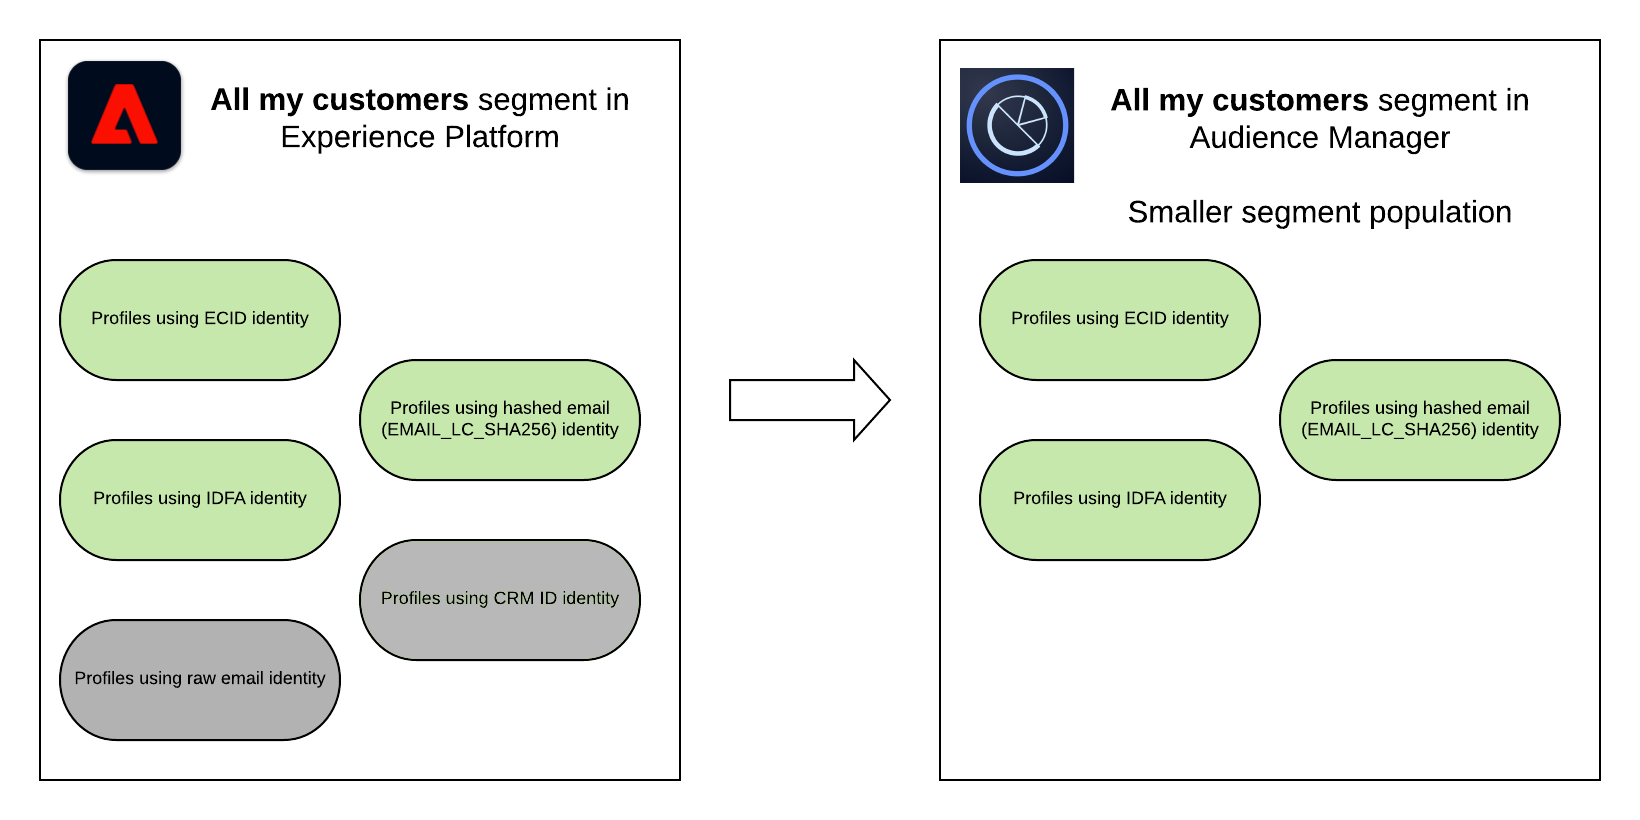 All my customers segment in
Experience Platform
Profiles using ECID identity
Profiles using hashed email
(EMAIL_LC_SHA256) identity
Profiles using IDFA identity
Profiles using CRM ID identity
Profiles using raw email identity
All my customers segment in
Audience Manager
Smaller segment population
Profiles using ECID identity
Profiles using hashed email
(EMAIL_LC_SHA256) identity
Profiles using IDFA identity